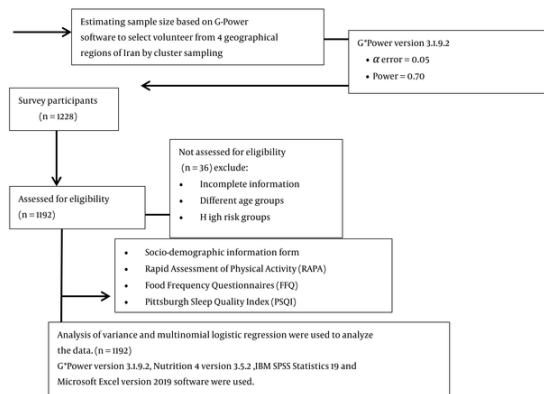 Estimating sample size based on G-Power
software to select volunteer from 4 geographical
regions of Iran by cluster sampling
G*Power version 3.1.9.2
• α error = 0.05
• Power = 0.70
Survey participants
(n = 1228)
Not assessed for eligibility
(n = 36) exclude:
• Incomplete information
• Different age groups
• H igh risk groups
Assessed for eligibility
(n = 1192)
• Socio-demographic information form
• Rapid Assessment of Physical Activity (RAPA)
• Food Frequency Questionnaires (FFQ)
• Pittsburgh Sleep Quality Index (PSQI)
Analysis of variance and multinomial logistic regression were used to analyze
the data. (n = 1192)
G*Power version 3.1.9.2, Nutrition 4 version 3.5.2 ,IBM SPSS Statistics 19 and
Microsoft Excel version 2019 software were used.